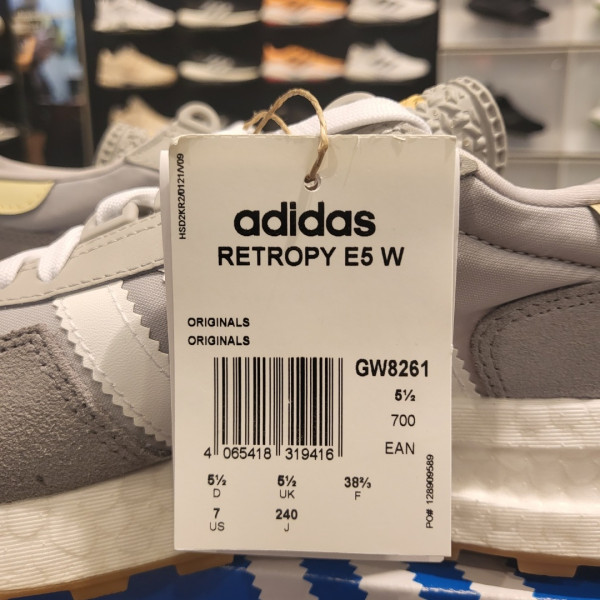 HSD2KR2/0121/V09
adidas
RETROPY E5 W
ORIGINALS
ORIGINALS
GW8261
5½
700
EAN
4 065418 319416
5½ 5½ 38⅔
D UK F
7 240
US J
PO# 128909589